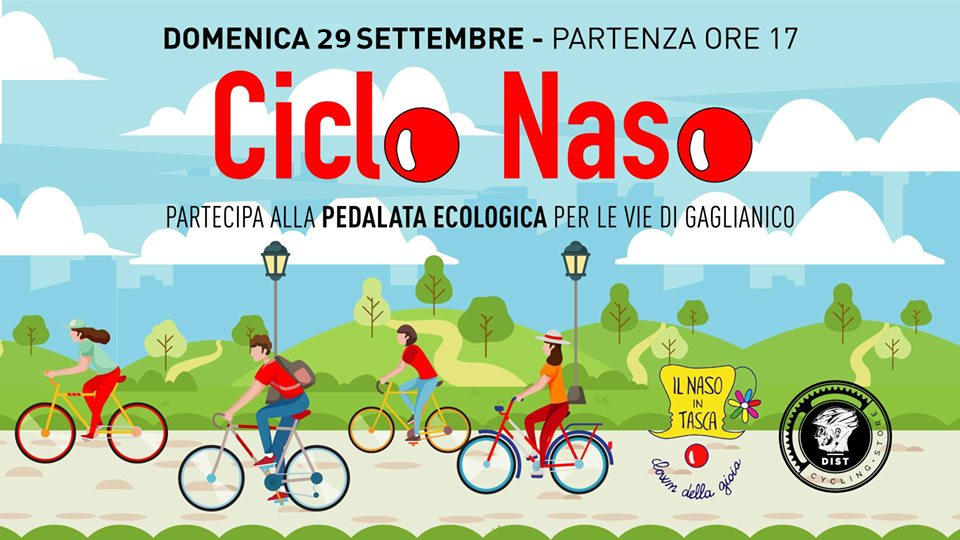 DOMENICA 29 SETTEMBRE - PARTENZA ORE 17
Ciclo Naso
PARTECIPA ALLA PEDALATA ECOLOGICA PER LE VIE DI GAGLIANICO
IL NASO
IN
TASCA
clown della gioia
DIST
CYCLING·STORE